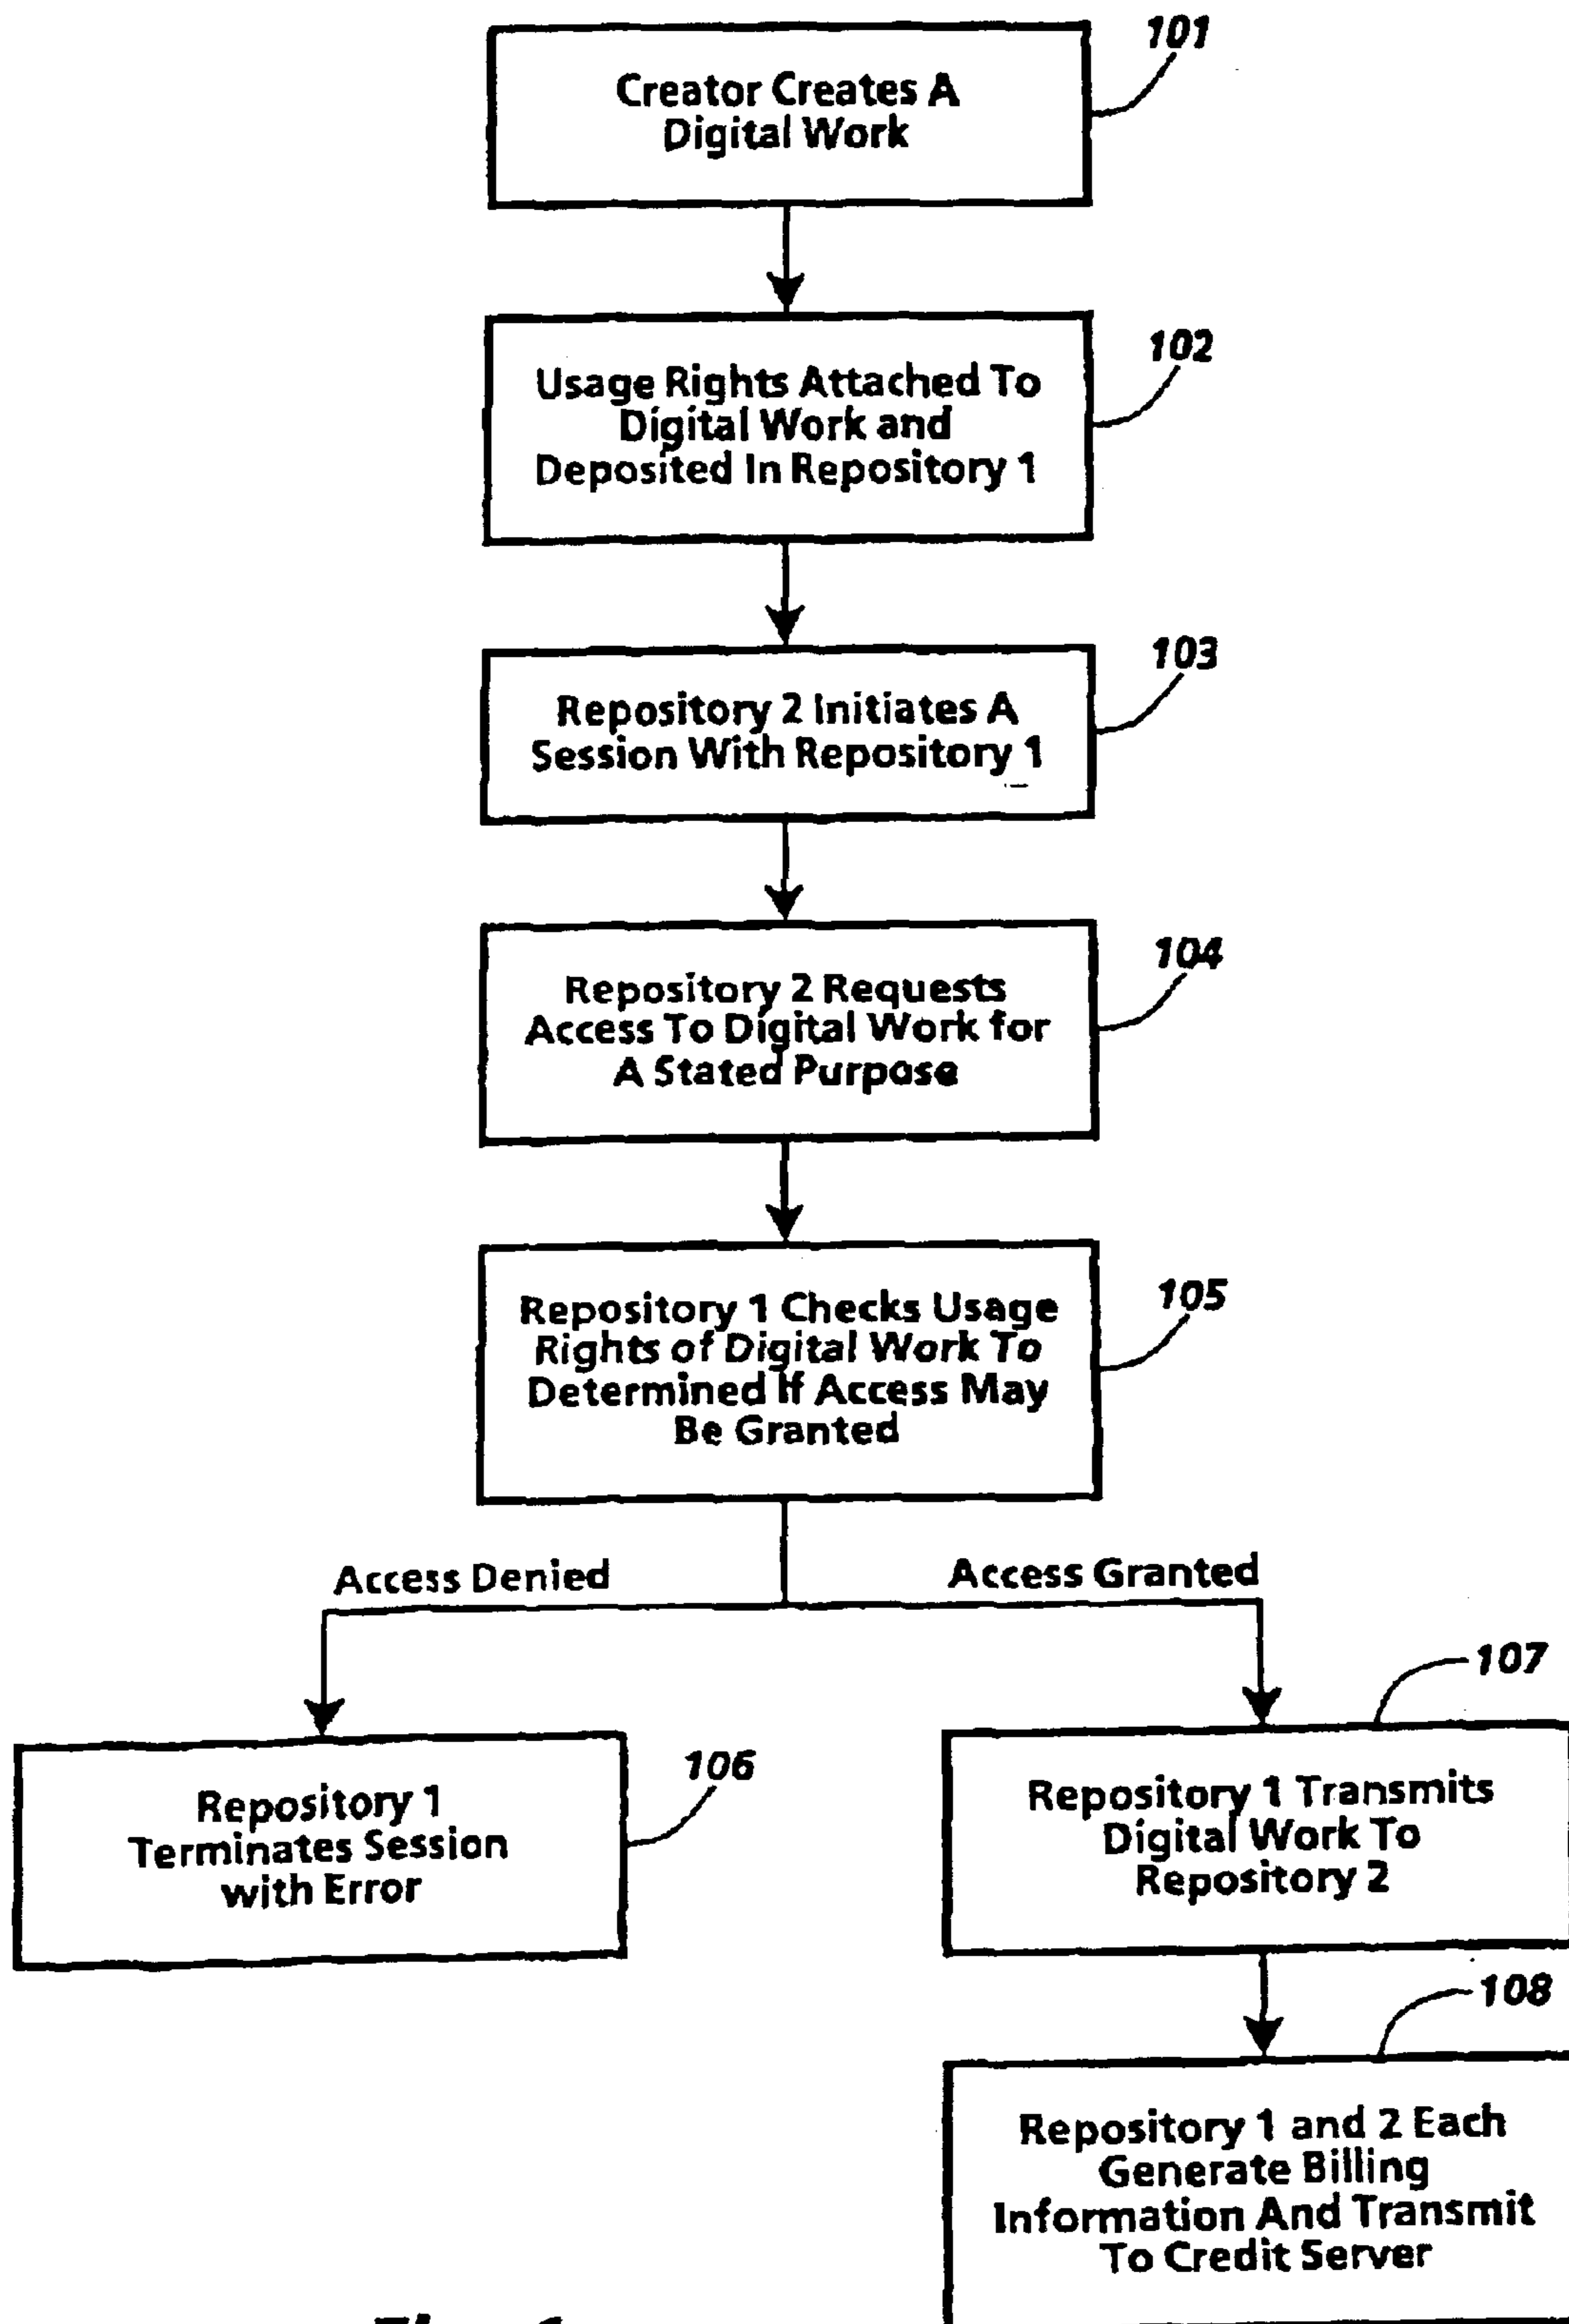 101
Creator Creates A
Digital Work
102
Usage Rights Attached To
Digital Work and
Deposited In Repository 1
103
Repository 2 Initiates A
Session With Repository 1
104
Repository 2 Requests
Access To Digital Work for
A Stated Purpose
105
Repository 1 Checks Usage
Rights of Digital Work To
Determined If Access May
Be Granted
Access Denied
Access Granted
106
Repository 1
Terminates Session
with Error
107
Repository 1 Transmits
Digital Work To
Repository 2
108
Repository 1 and 2 Each
Generate Billing
Information And Transmit
To Credit Server